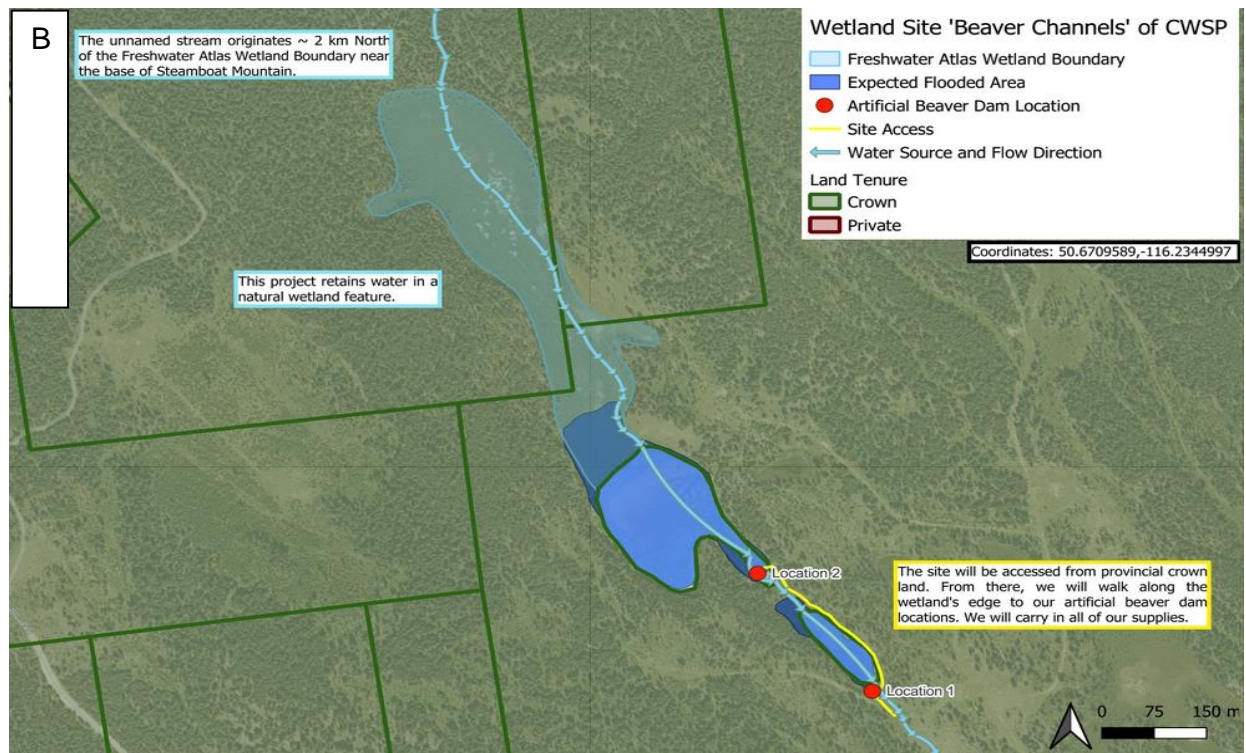 B
The unnamed stream originates ~ 2 km North
of the Freshwater Atlas Wetland Boundary near
the base of Steamboat Mountain.
Wetland Site 'Beaver Channels' of CWSP
Freshwater Atlas Wetland Boundary
Expected Flooded Area
Artificial Beaver Dam Location
Site Access
Water Source and Flow Direction
Land Tenure
Crown
Private
Coordinates: 50.6709589,-116.2344997
This project retains water in a
natural wetland feature.
Location 2
The site will be accessed from provincial crown
land. From there, we will walk along the
wetland's edge to our artificial beaver dam
locations. We will carry in all of our supplies.
Location 1
0 75 150 m